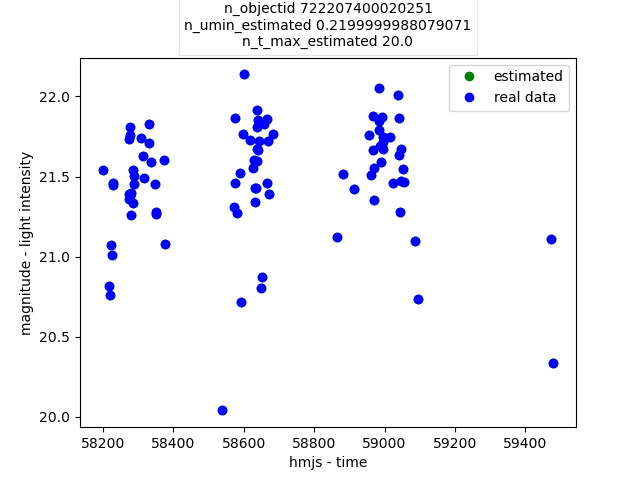 n_objectid 722207400020251
n_umin_estimated 0.2199999988079071
n_t_max_estimated 20.0
estimated
real data
22.0
21.5
21.0
20.5
20.0
magnitude - light intensity
58200 58400 58600 58800 59000 59200 59400
hmjs - time